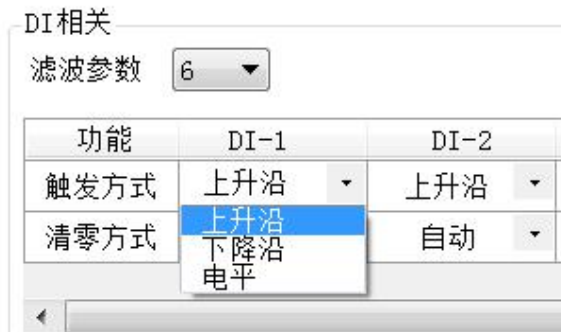 DI相关
滤波参数 6
功能 DI-1 DI-2
触发方式 上升沿 上升沿
清零方式 上升沿 自动
下降沿
电平